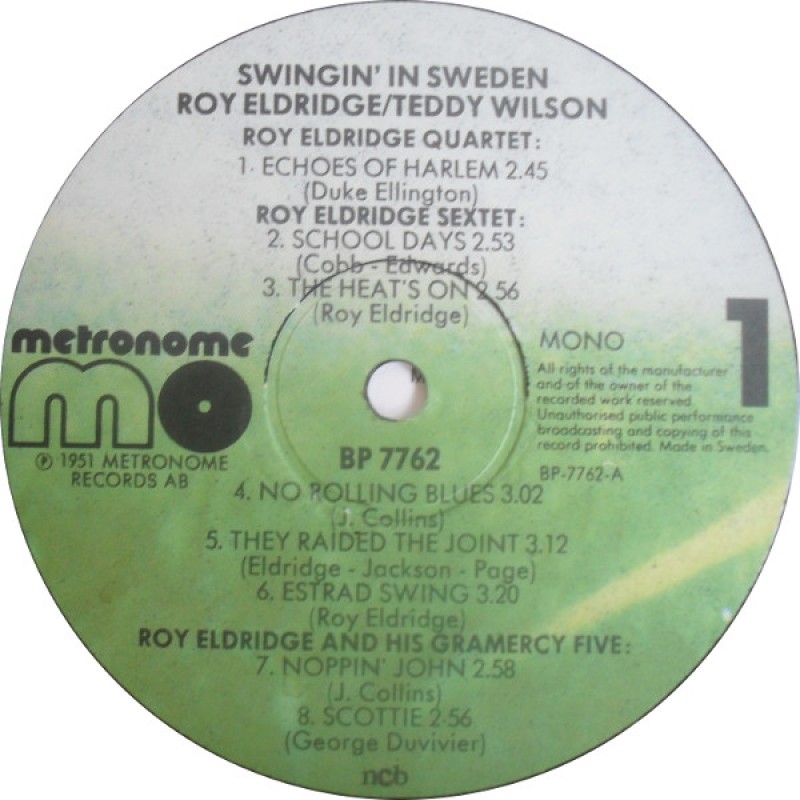 SWINGIN' IN SWEDEN
ROY ELDRIDGE/TEDDY WILSON
ROY ELDRIDGE QUARTET:
1. ECHOES OF HARLEM 2.45
(Duke Ellington)
ROY ELDRIDGE SEXTET:
2. SCHOOL DAYS 2.53
(Cobb - Edwards)
3. THE HEAT'S ON 2.56
(Roy Eldridge)
metronome
mo
℗ 1951 METRONOME
RECORDS AB
MONO
1
All rights of the manufacturer
and of the owner of the
recorded work reserved.
Unauthorised public performance
broadcasting and copying of this
record prohibited. Made in Sweden.
BP-7762-A
BP 7762
4. NO ROLLING BLUES 3.02
(J. Collins)
5. THEY RAIDED THE JOINT 3.12
(Eldridge - Jackson - Page)
6. ESTRAD SWING 3.20
(Roy Eldridge)
ROY ELDRIDGE AND HIS GRAMERCY FIVE:
7. NOPPIN' JOHN 2.58
(J. Collins)
8. SCOTTIE 2.56
(George Duvivier)
ncb